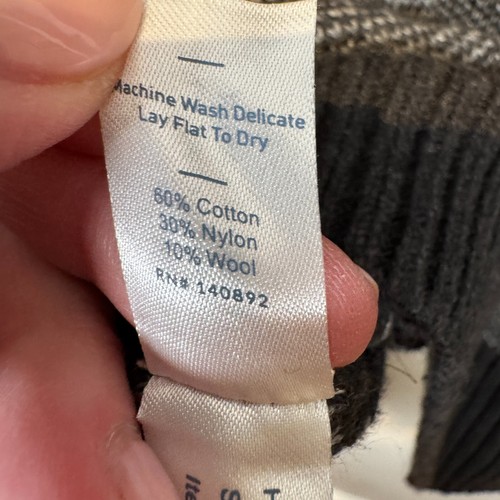 Machine Wash Delicate
Lay Flat To Dry
60% Cotton
30% Nylon
10% Wool
RN# 140892